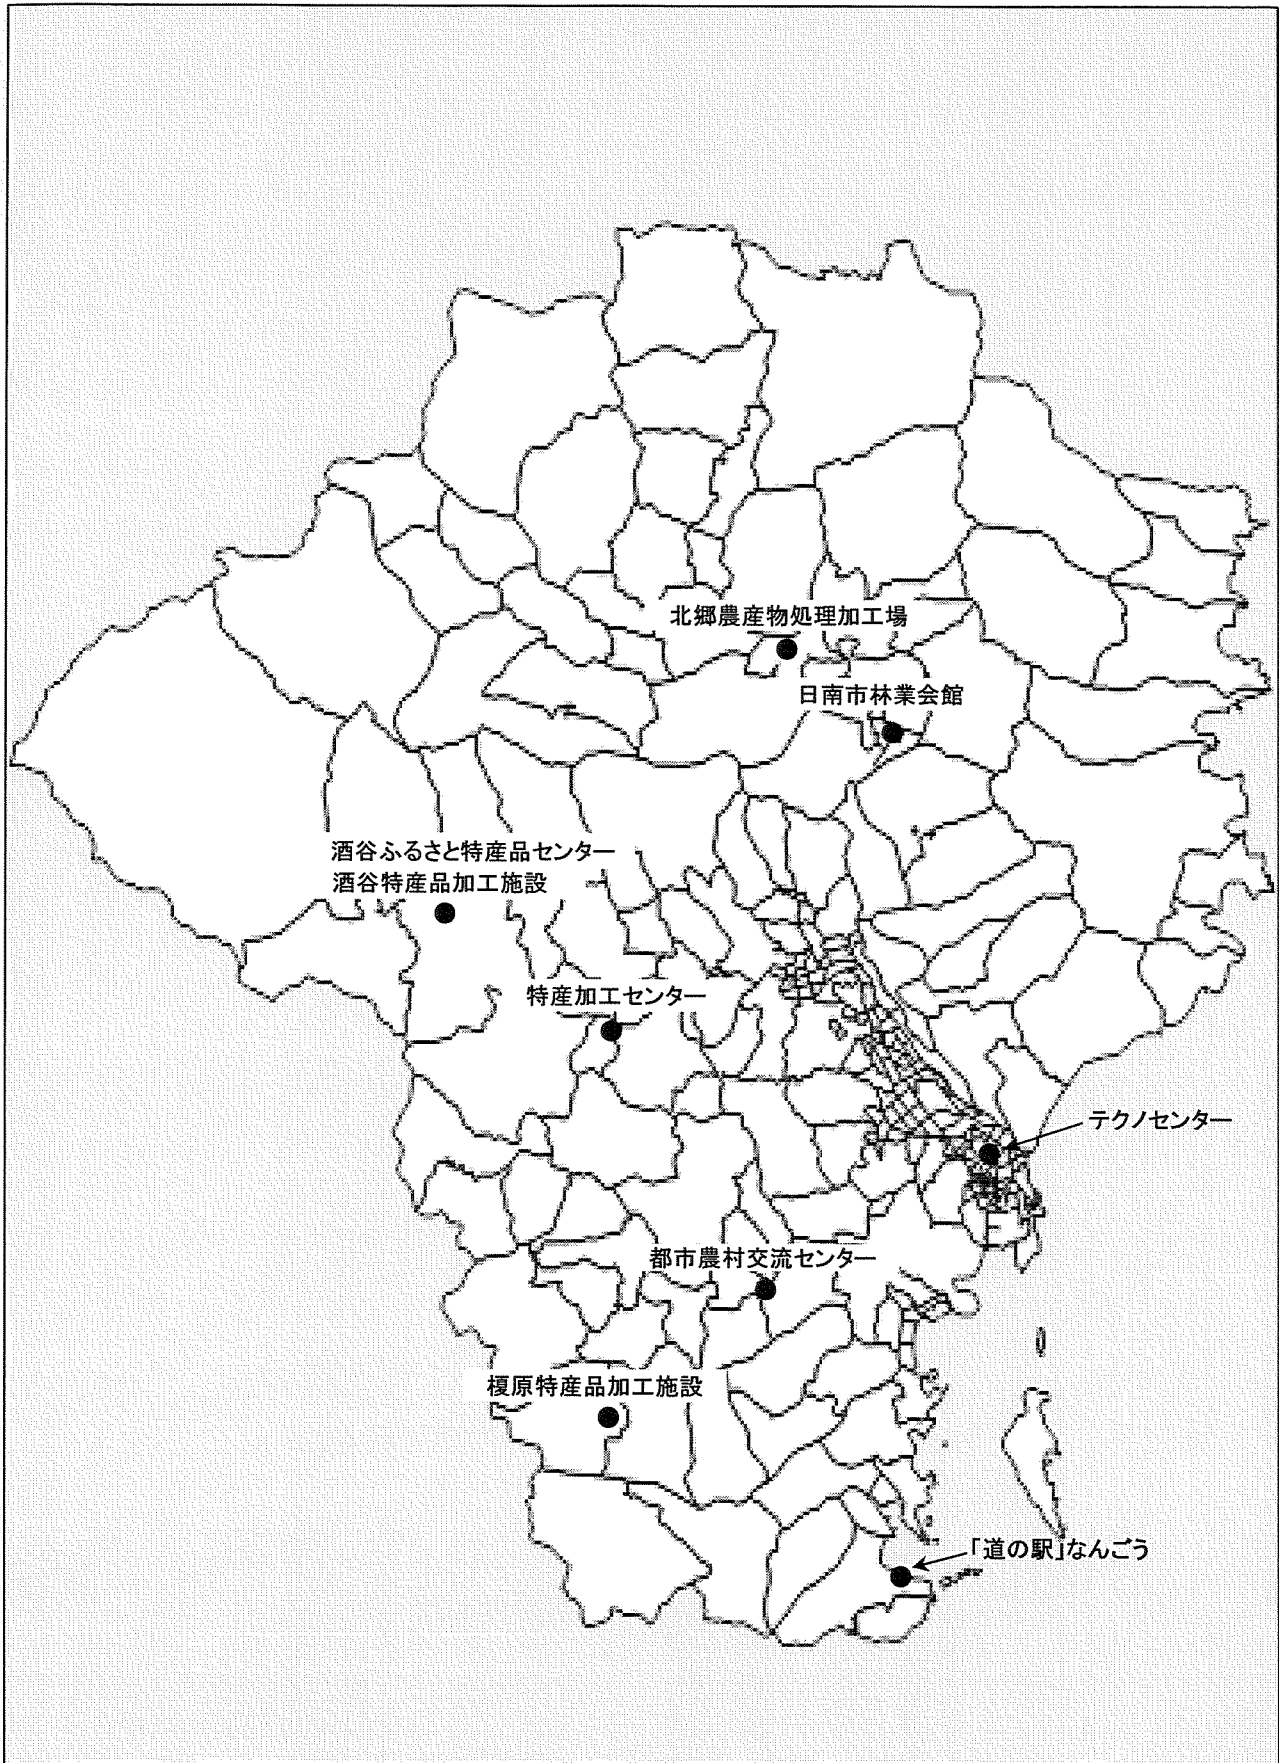 北郷農産物処理加工場
日南市林業会館
酒谷ふるさと特産品センター
酒谷特産品加工施設
特産加工センター
テクノセンター
都市農村交流センター
榎原特産品加工施設
「道の駅」なんごう